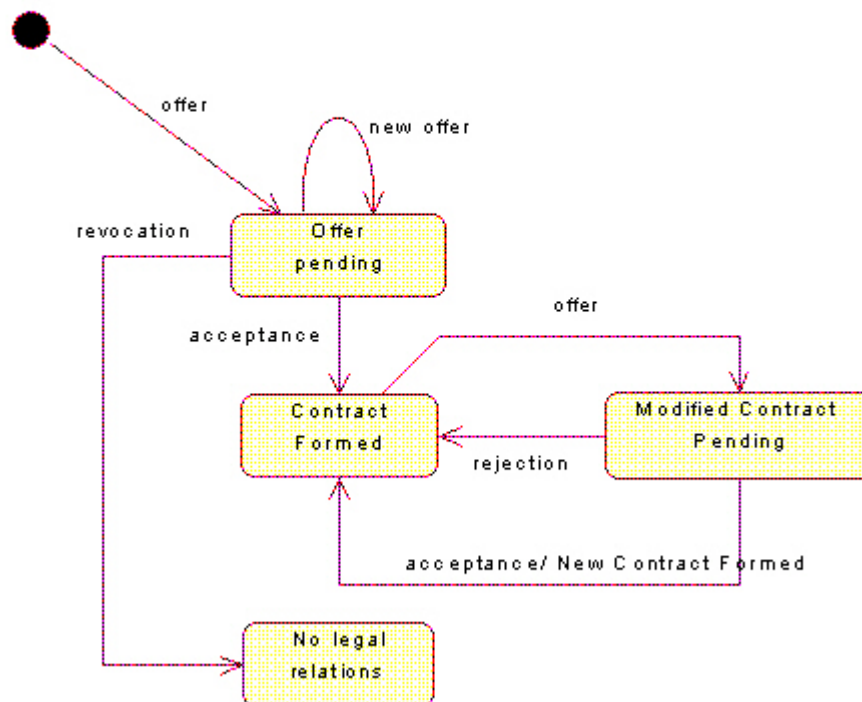 offer
new offer
revocation
Offer
pending
offer
acceptance
Contract
Formed
Modified Contract
Pending
rejection
acceptance/ New Contract Formed
No legal
relations